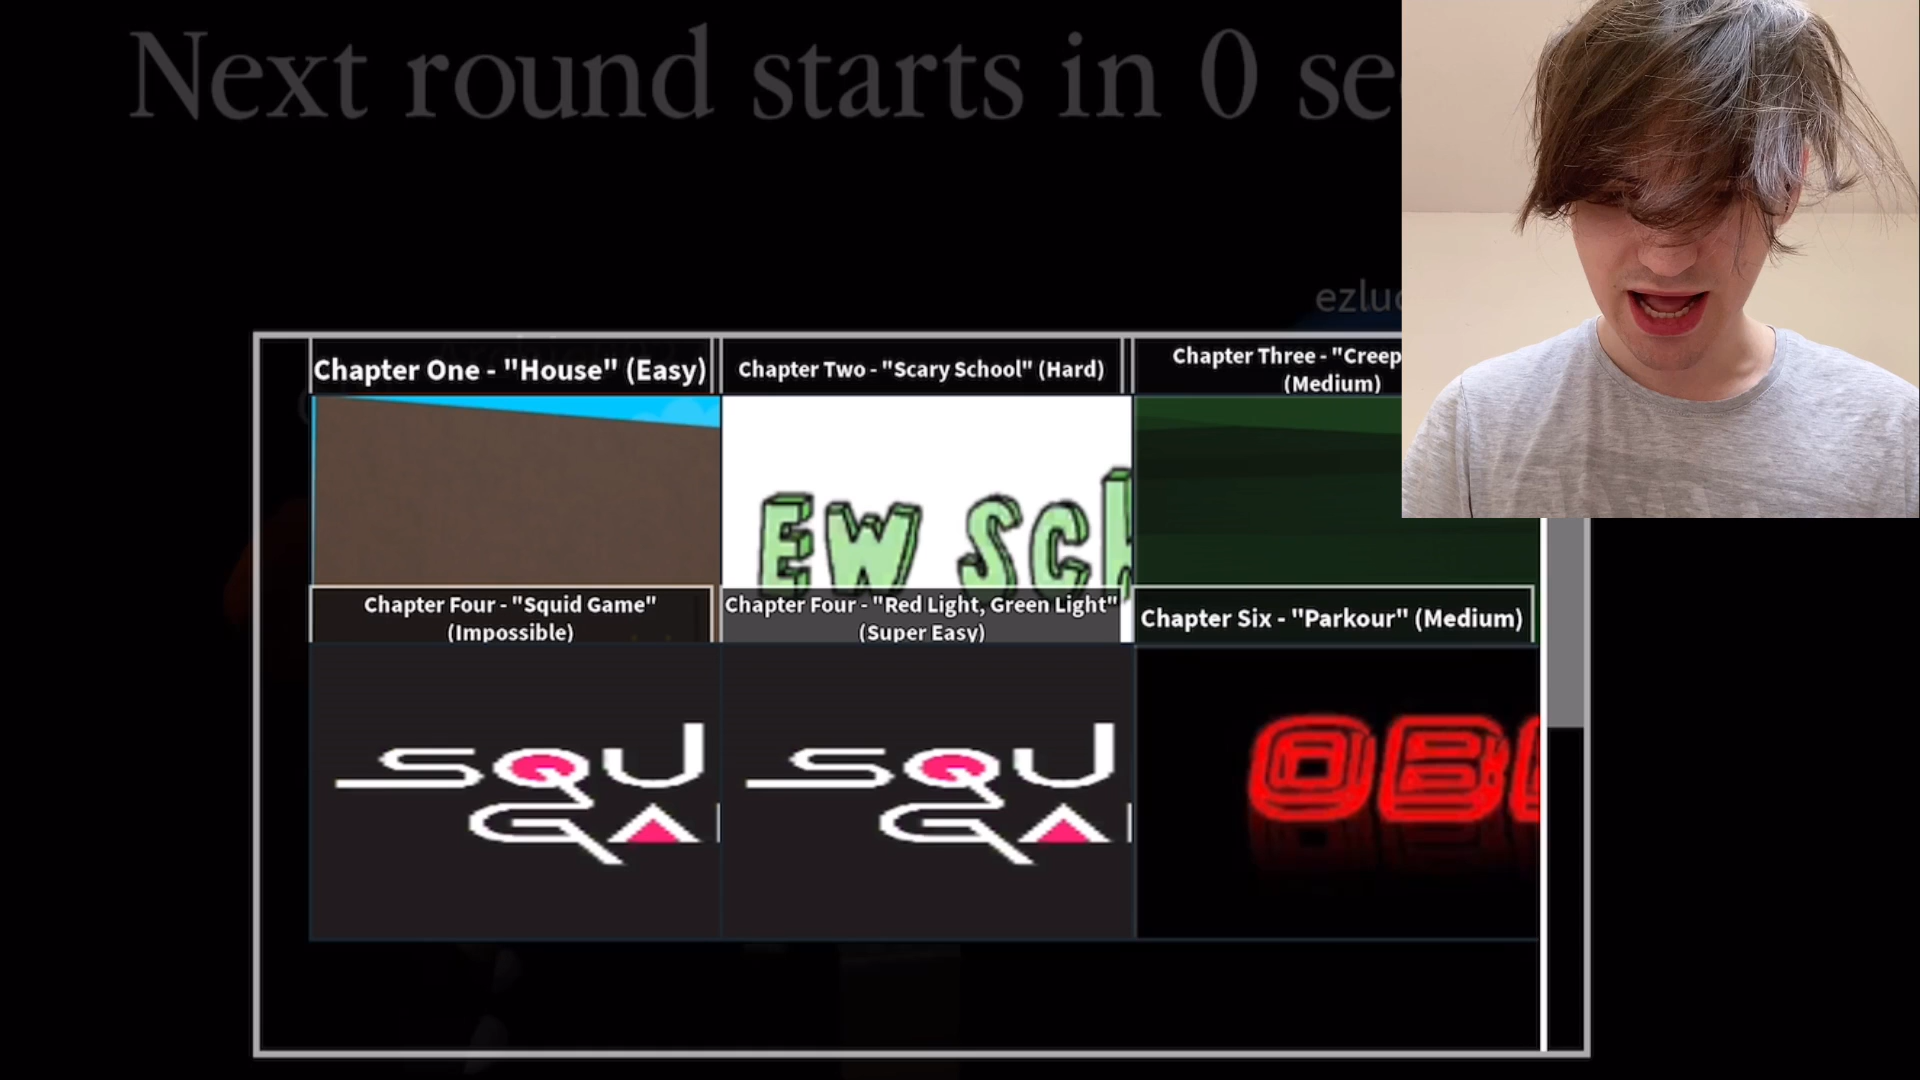 Next round starts in 0 se
ezluc
Chapter One - "House" (Easy)
Chapter Two - "Scary School" (Hard)
Chapter Three - "Creep
(Medium)
EW SCH
Chapter Four - "Squid Game"
(Impossible)
Chapter Four - "Red Light, Green Light"
(Super Easy)
Chapter Six - "Parkour" (Medium)
SQU
GA
SQU
GA
OB